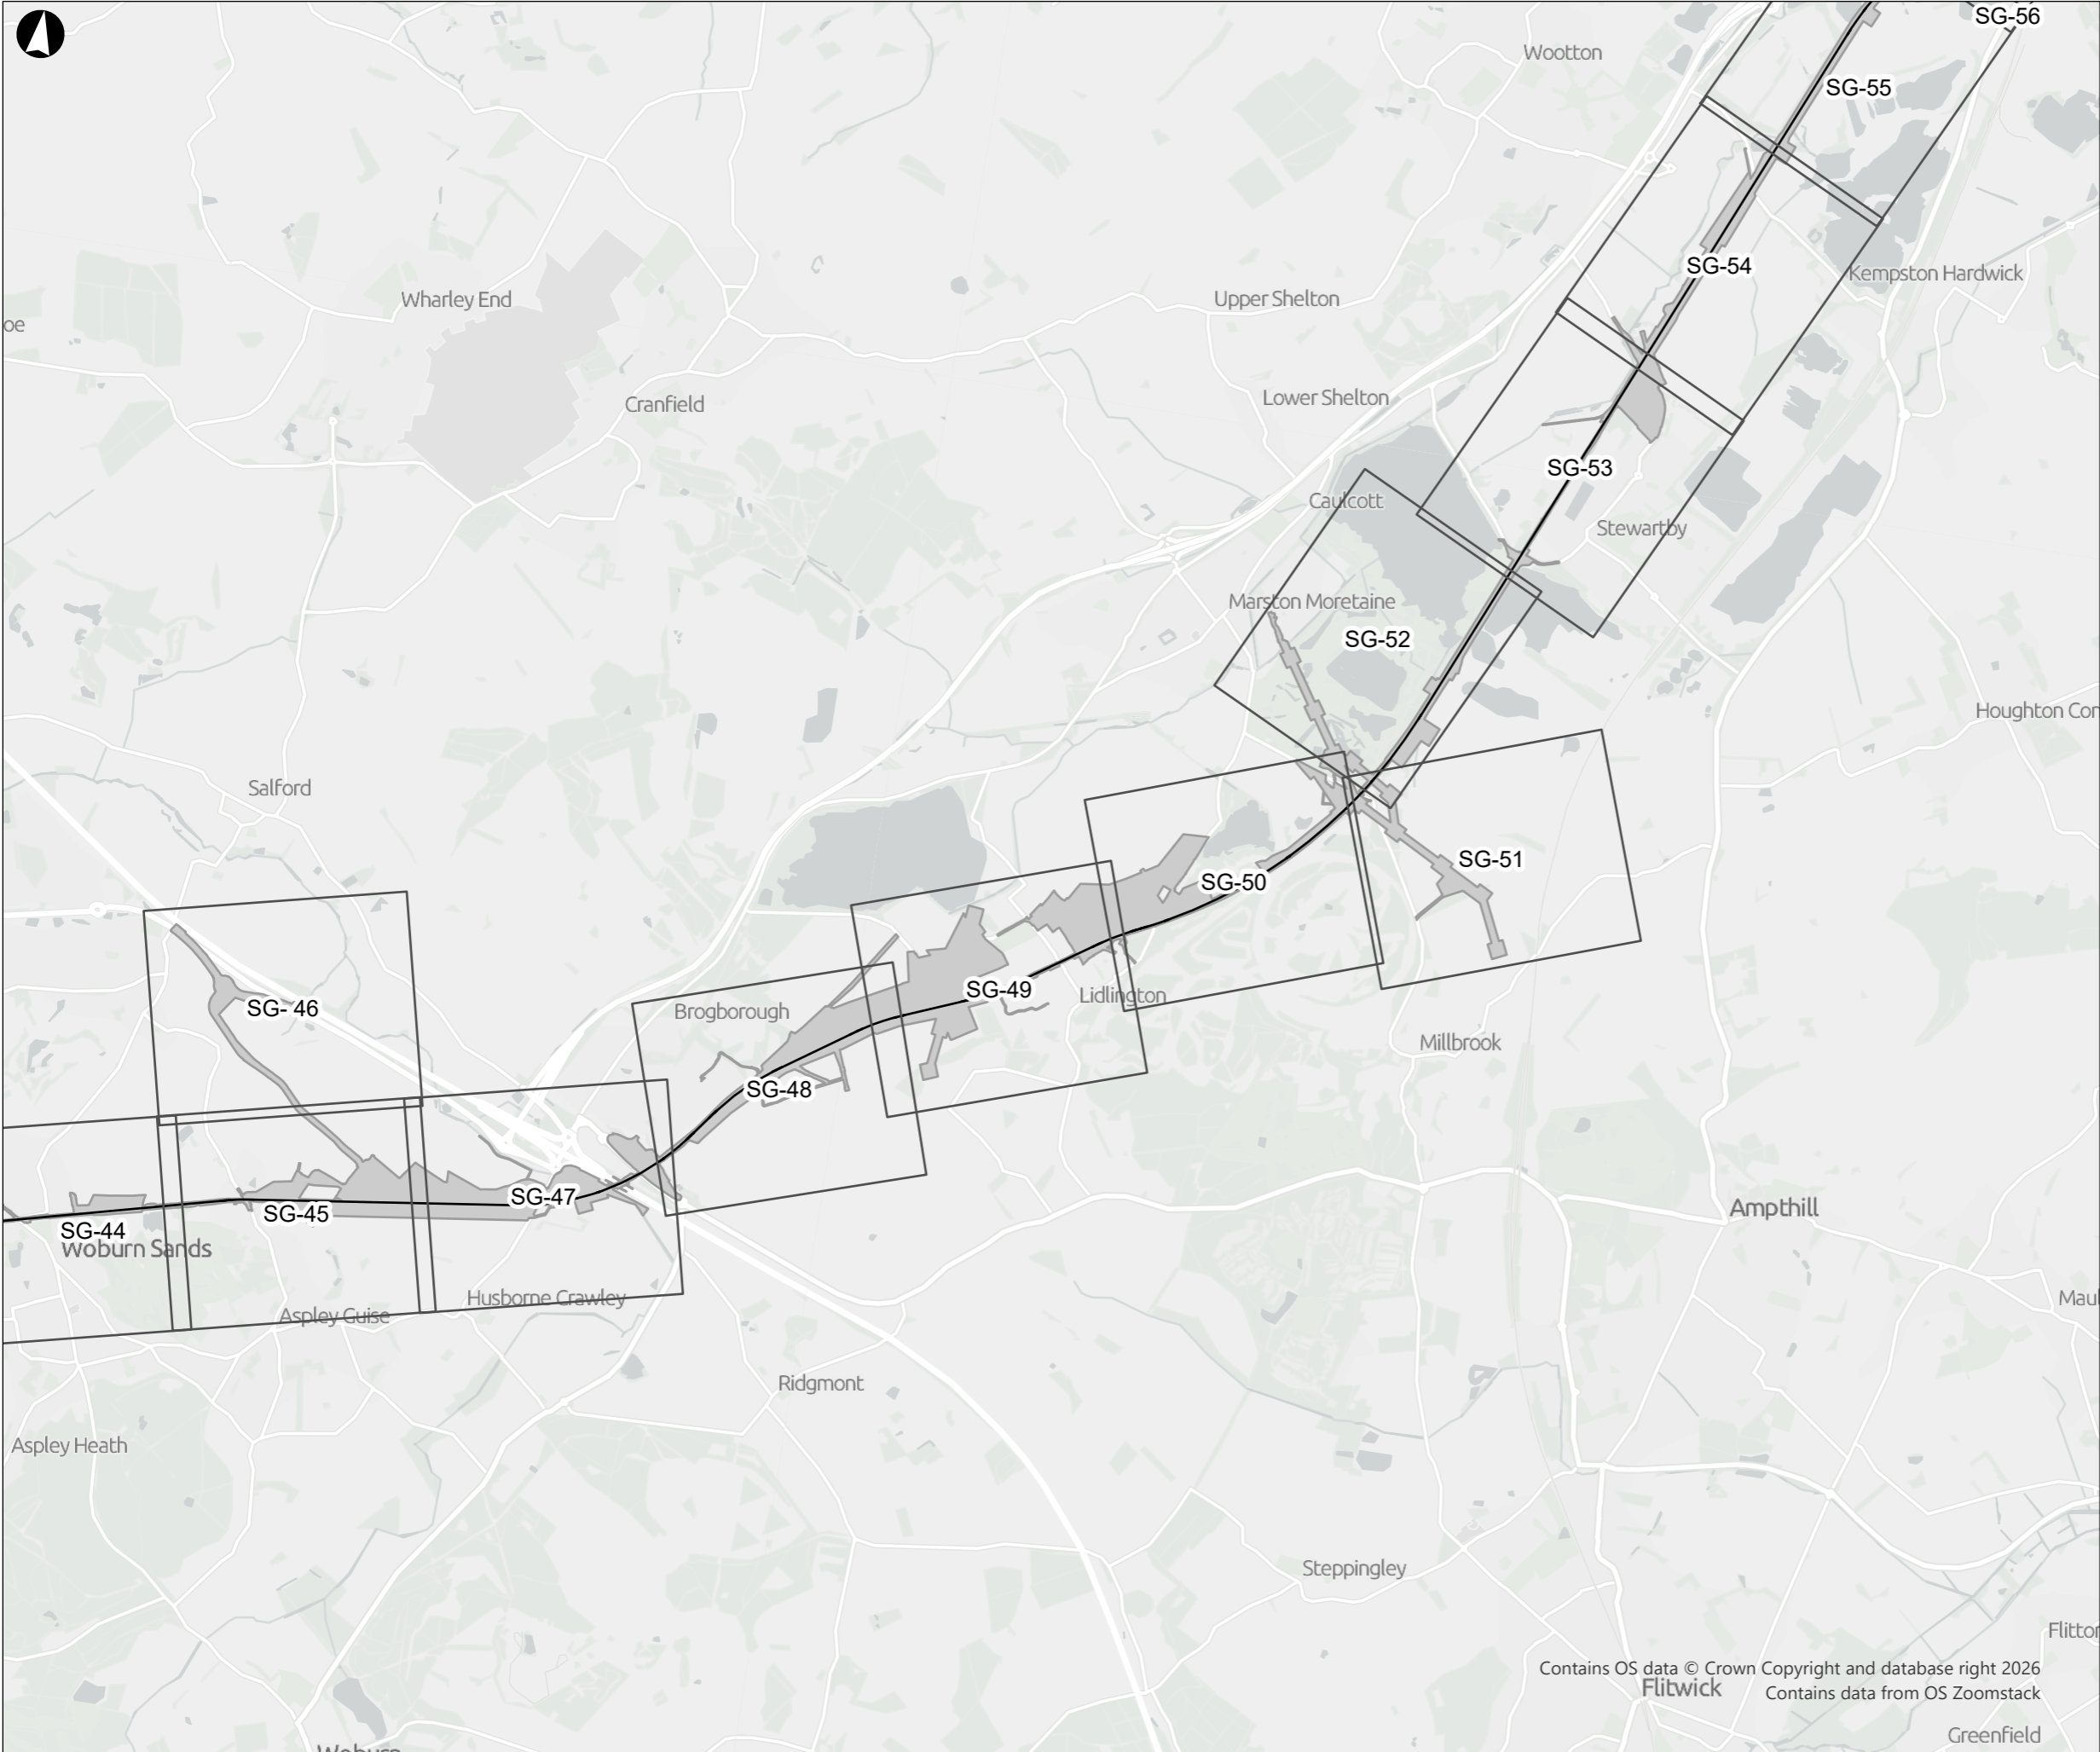 SG-56
Wootton
SG-55
SG-54
Kempston Hardwick
Wharley End
Upper Shelton
oe
Cranfield
Lower Shelton
SG-53
Caulcott
Stewartby
Marston Moretaine
SG-52
Houghton Con
Salford
SG-51
SG-50
SG-49
Lidlington
SG- 46
Brogborough
Millbrook
SG-48
SG-47
Ampthill
SG-45
SG-44
Woburn Sands
Husborne Crawley
Aspley Guise
Maul
Ridgmont
Aspley Heath
Steppingley
Flitton
Contains OS data © Crown Copyright and database right 2026
Flitwick
Contains data from OS Zoomstack
Greenfield
Woburn